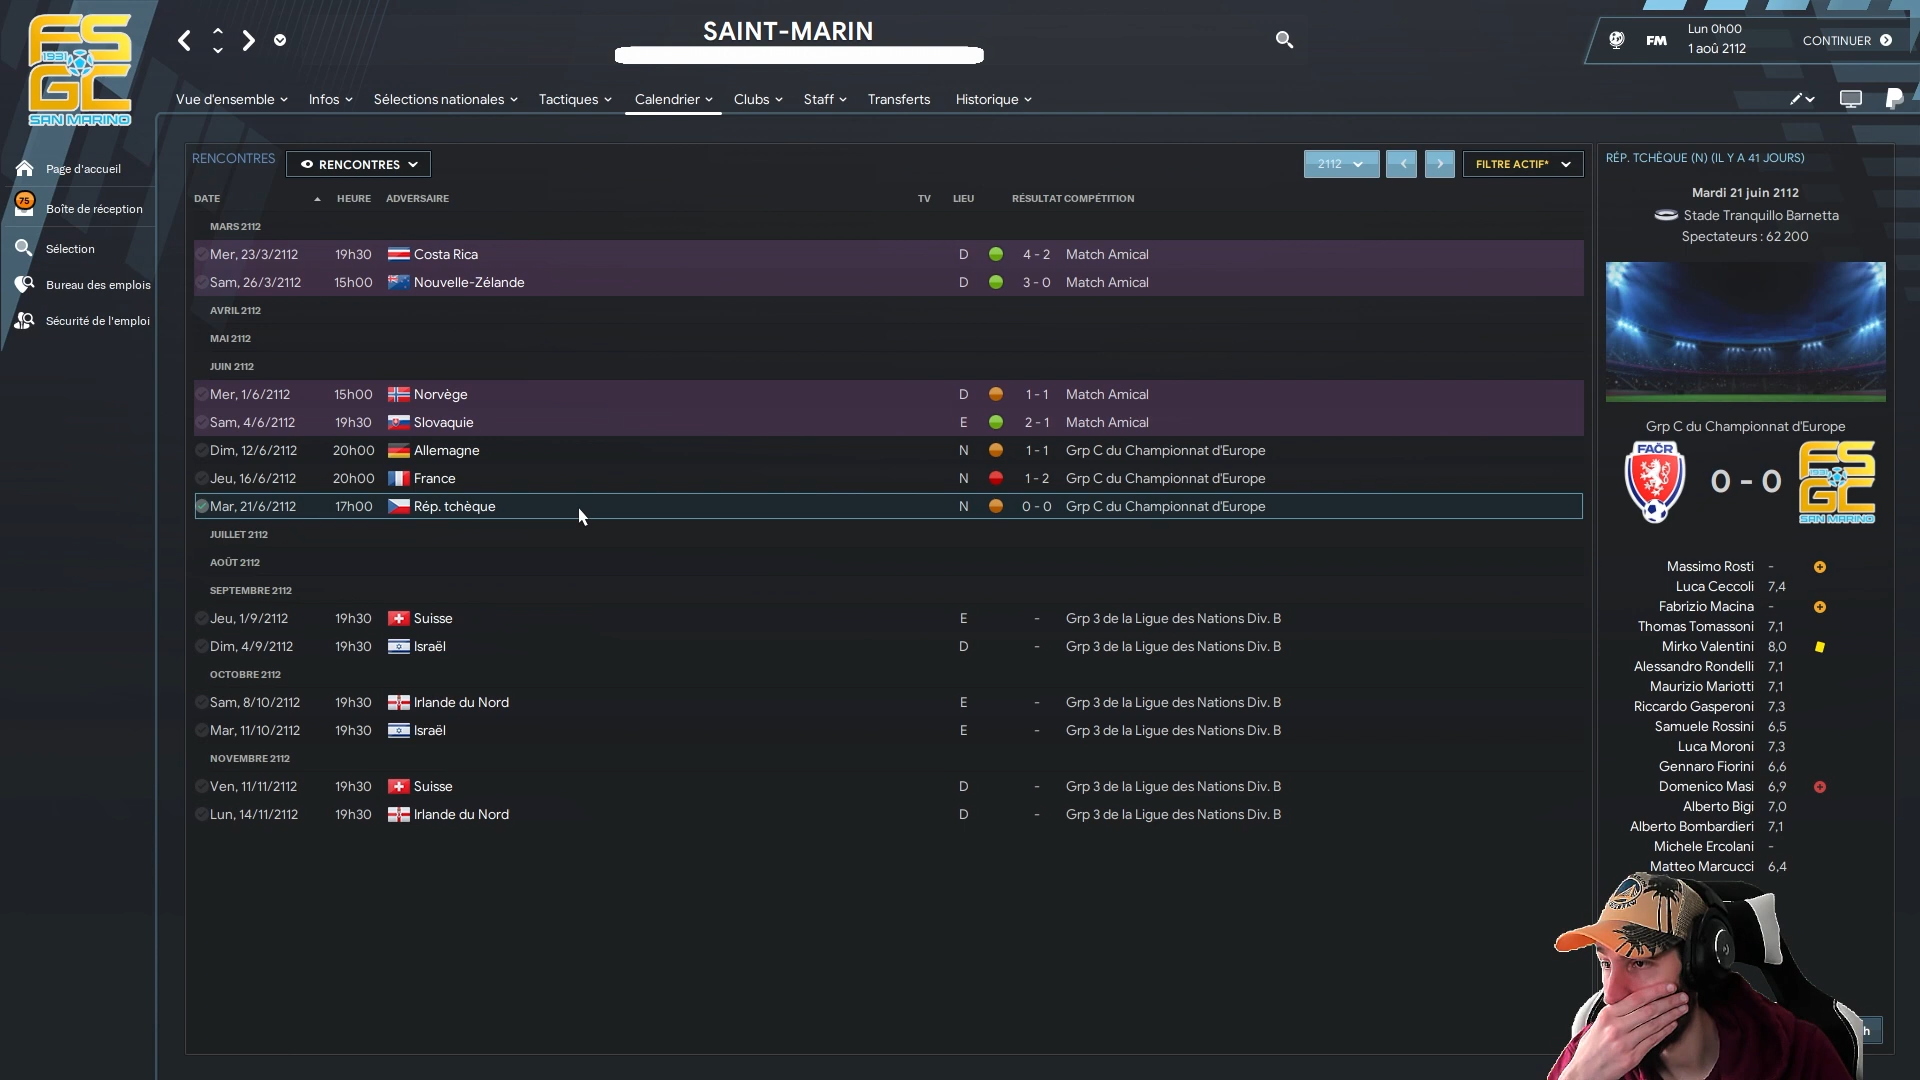 FSGC
1931
SAN MARINO
SAINT-MARIN
FM
Lun 0h00
1 aoû 2112
CONTINUER
Vue d'ensemble Infos Sélections nationales Tactiques Calendrier Clubs Staff Transferts Historique
Page d'accueil
75
Boîte de réception
Sélection
Bureau des emplois
Sécurité de l'emploi
RENCONTRES RENCONTRES 2112 FILTRE ACTIF*
DATE HEURE ADVERSAIRE TV LIEU RÉSULTAT COMPÉTITION
MARS 2112
Mer, 23/3/2112 19h30 Costa Rica D 4 - 2 Match Amical
Sam, 26/3/2112 15h00 Nouvelle-Zélande D 3 - 0 Match Amical
AVRIL 2112
MAI 2112
JUIN 2112
Mer, 1/6/2112 15h00 Norvège D 1 - 1 Match Amical
Sam, 4/6/2112 19h30 Slovaquie E 2 - 1 Match Amical
Dim, 12/6/2112 20h00 Allemagne N 1 - 1 Grp C du Championnat d'Europe
Jeu, 16/6/2112 20h00 France N 1 - 2 Grp C du Championnat d'Europe
Mar, 21/6/2112 17h00 Rép. tchèque N 0 - 0 Grp C du Championnat d'Europe
JUILLET 2112
AOÛT 2112
SEPTEMBRE 2112
Jeu, 1/9/2112 19h30 Suisse E - Grp 3 de la Ligue des Nations Div. B
Dim, 4/9/2112 19h30 Israël D - Grp 3 de la Ligue des Nations Div. B
OCTOBRE 2112
Sam, 8/10/2112 19h30 Irlande du Nord E - Grp 3 de la Ligue des Nations Div. B
Mar, 11/10/2112 19h30 Israël E - Grp 3 de la Ligue des Nations Div. B
NOVEMBRE 2112
Ven, 11/11/2112 19h30 Suisse D - Grp 3 de la Ligue des Nations Div. B
Lun, 14/11/2112 19h30 Irlande du Nord D - Grp 3 de la Ligue des Nations Div. B
RÉP. TCHÈQUE (N) (IL Y A 41 JOURS)
Mardi 21 juin 2112
Stade Tranquillo Barnetta
Spectateurs : 62 200
Grp C du Championnat d'Europe
FAČR 0 - 0 FSGC
1931
SAN MARINO
Massimo Rosti -
Luca Ceccoli 7,4
Fabrizio Macina -
Thomas Tomassoni 7,1
Mirko Valentini 8,0
Alessandro Rondelli 7,1
Maurizio Mariotti 7,1
Riccardo Gasperoni 7,3
Samuele Rossini 6,5
Luca Moroni 7,3
Gennaro Fiorini 6,6
Domenico Masi 6,9
Alberto Bigi 7,0
Alberto Bombardieri 7,1
Michele Ercolani -
Matteo Marcucci 6,4
h